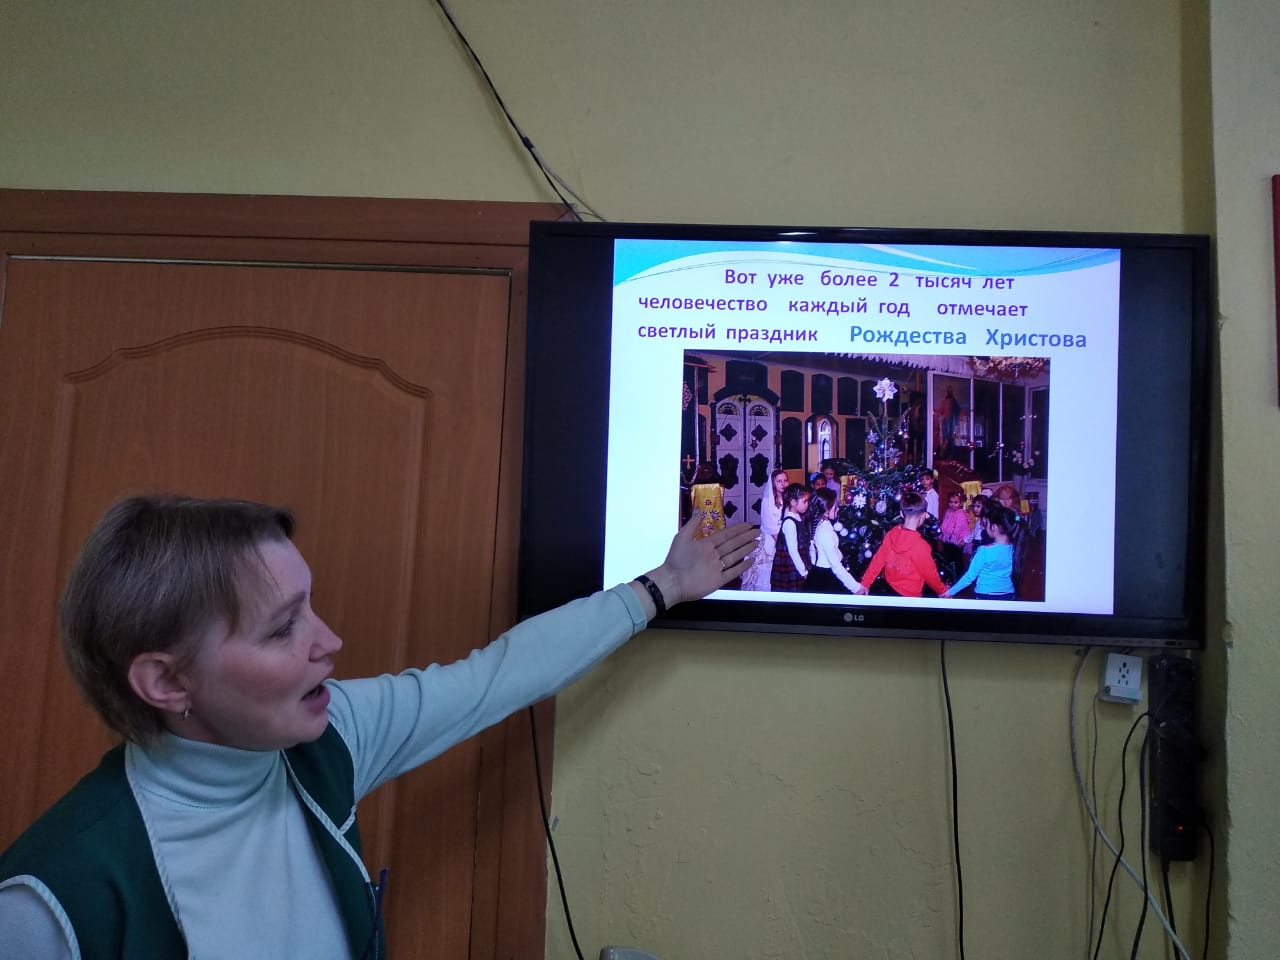 Вот уже более 2 тысяч лет
человечество каждый год отмечает
светлый праздник Рождества Христова
LG